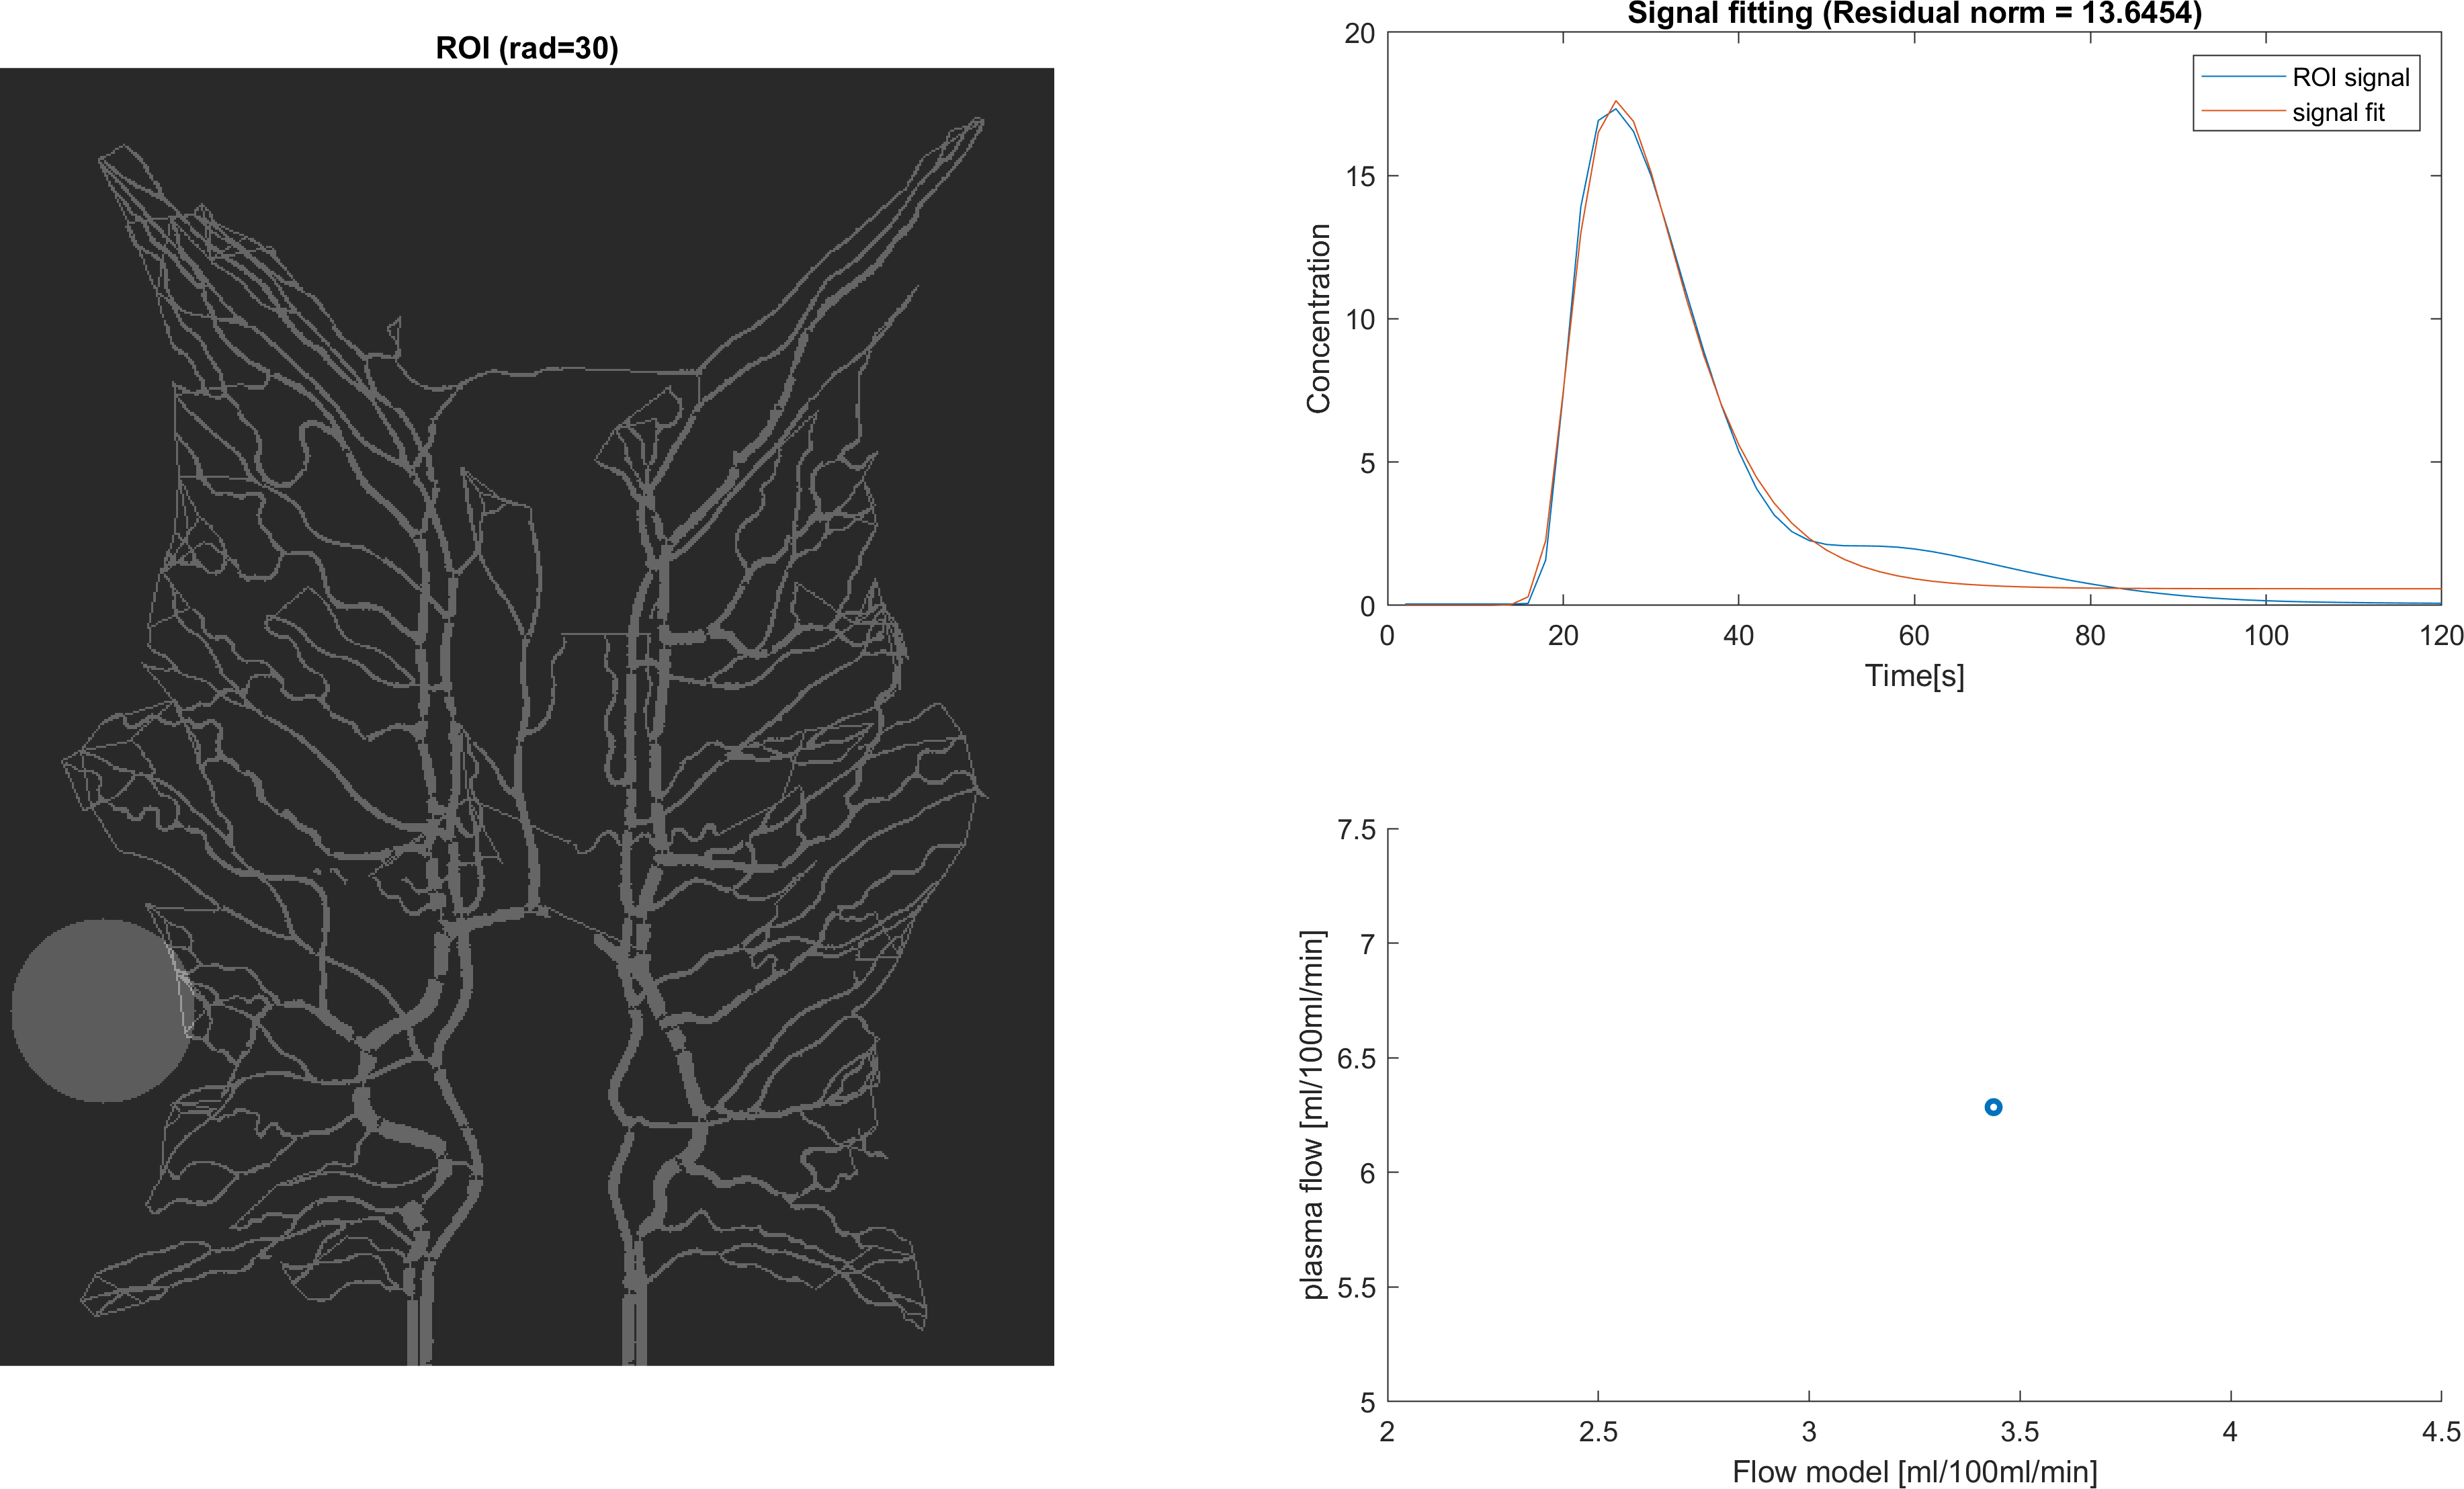 ROI (rad=30)
Signal fitting (Residual norm = 13.6454)
20
15
10
5
0
Concentration
ROI signal
signal fit
0 20 40 60 80 100 120
Time[s]
7.5
7
6.5
6
5.5
5
plasma flow [ml/100ml/min]
2 2.5 3 3.5 4 4.5
Flow model [ml/100ml/min]